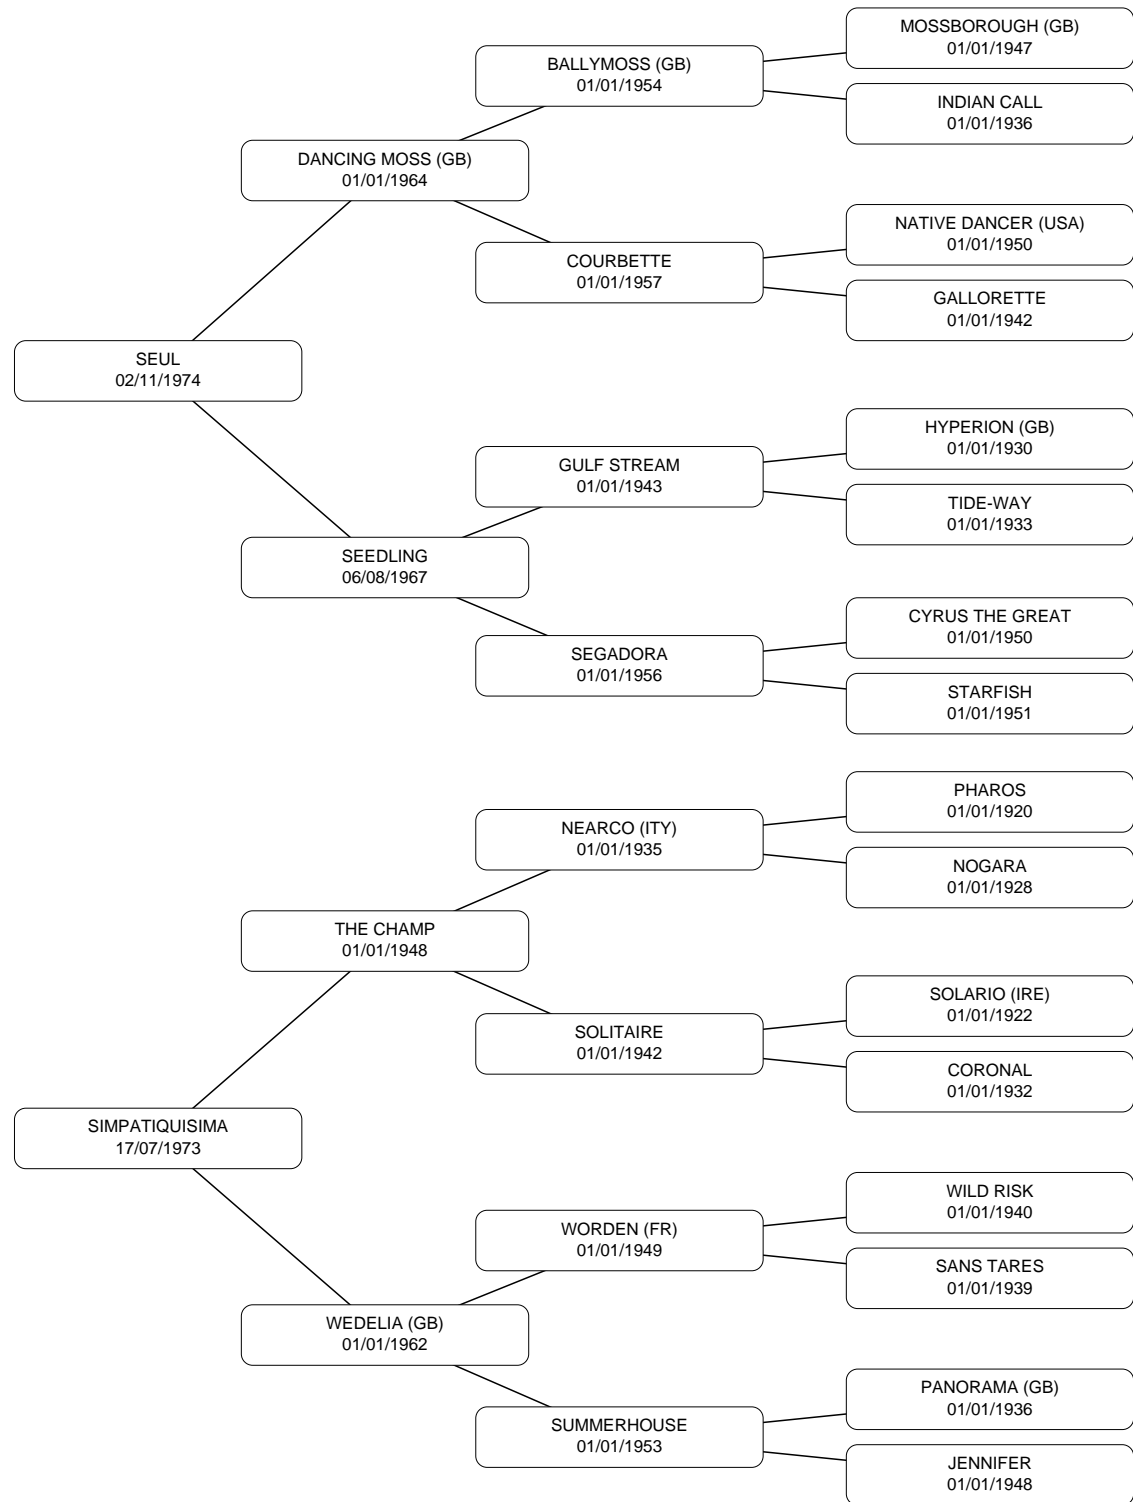 MOSSBOROUGH (GB)
01/01/1947
BALLYMOSS (GB)
01/01/1954
INDIAN CALL
01/01/1936
DANCING MOSS (GB)
01/01/1964
NATIVE DANCER (USA)
01/01/1950
COURBETTE
01/01/1957
GALLORETTE
01/01/1942
SEUL
02/11/1974
HYPERION (GB)
01/01/1930
GULF STREAM
01/01/1943
TIDE-WAY
01/01/1933
SEEDLING
06/08/1967
CYRUS THE GREAT
01/01/1950
SEGADORA
01/01/1956
STARFISH
01/01/1951
PHAROS
01/01/1920
NEARCO (ITY)
01/01/1935
NOGARA
01/01/1928
THE CHAMP
01/01/1948
SOLARIO (IRE)
01/01/1922
SOLITAIRE
01/01/1942
CORONAL
01/01/1932
SIMPATIQUISIMA
17/07/1973
WILD RISK
01/01/1940
WORDEN (FR)
01/01/1949
SANS TARES
01/01/1939
WEDELIA (GB)
01/01/1962
PANORAMA (GB)
01/01/1936
SUMMERHOUSE
01/01/1953
JENNIFER
01/01/1948